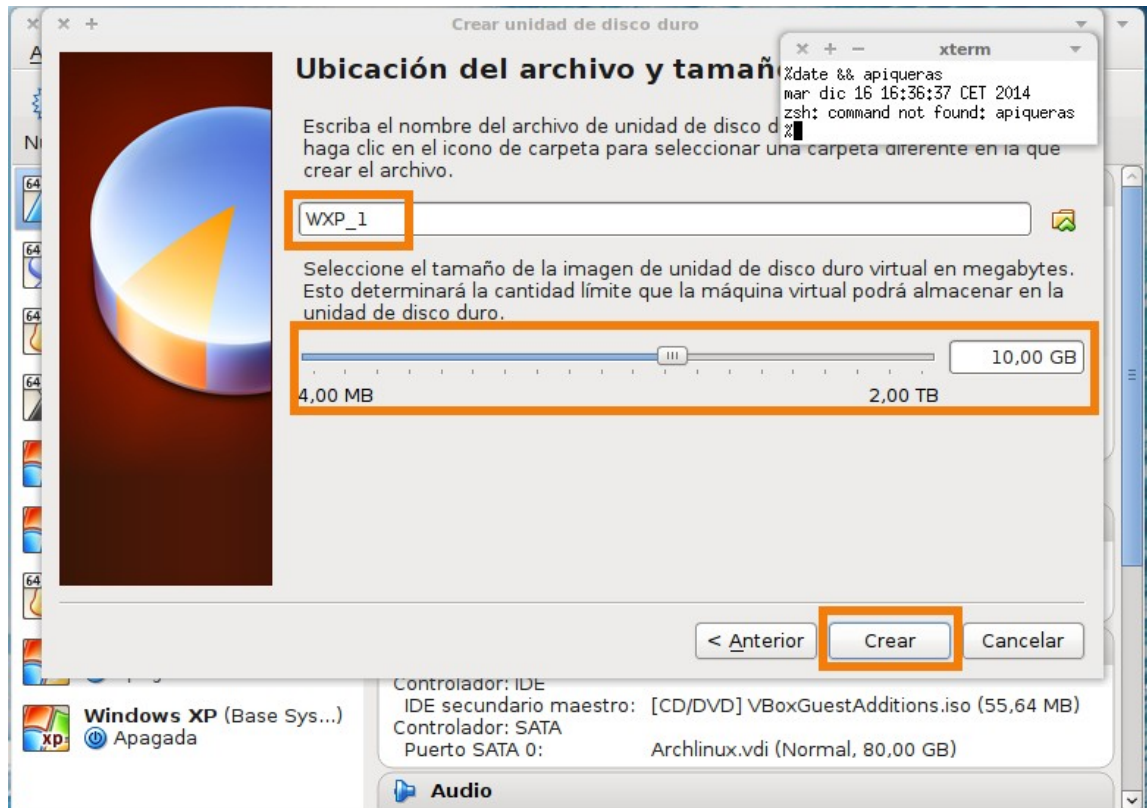 Crear unidad de disco duro
xterm
%date && apiqueras
mar dic 16 16:36:37 CET 2014
zsh: command not found: apiqueras
%
Ubicación del archivo y tamañ
Escriba el nombre del archivo de unidad de disco d
haga clic en el icono de carpeta para seleccionar una carpeta diferente en la que
crear el archivo.
WXP_1
Seleccione el tamaño de la imagen de unidad de disco duro virtual en megabytes.
Esto determinará la cantidad límite que la máquina virtual podrá almacenar en la
unidad de disco duro.
10,00 GB
4,00 MB 2,00 TB
< Anterior Crear Cancelar
Controlador: IDE
IDE secundario maestro: [CD/DVD] VBoxGuestAdditions.iso (55,64 MB)
Controlador: SATA
Puerto SATA 0: Archlinux.vdi (Normal, 80,00 GB)
Windows XP (Base Sys...)
Apagada
Audio
64
64
64
64
64
xp